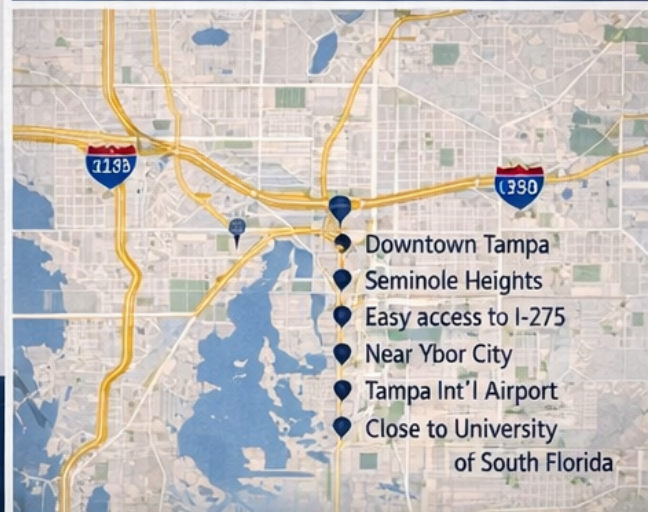 Downtown Tampa
Seminole Heights
Easy access to I-275
Near Ybor City
Tampa Int'l Airport
Close to University
of South Florida